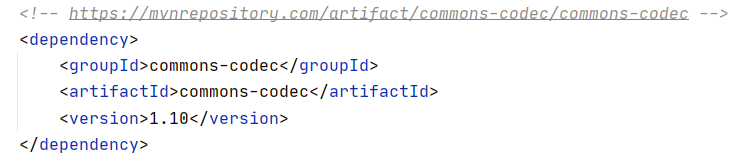 <!-- https://mvnrepository.com/artifact/commons-codec/commons-codec -->
<dependency>
    <groupId>commons-codec</groupId>
    <artifactId>commons-codec</artifactId>
    <version>1.10</version>
</dependency>